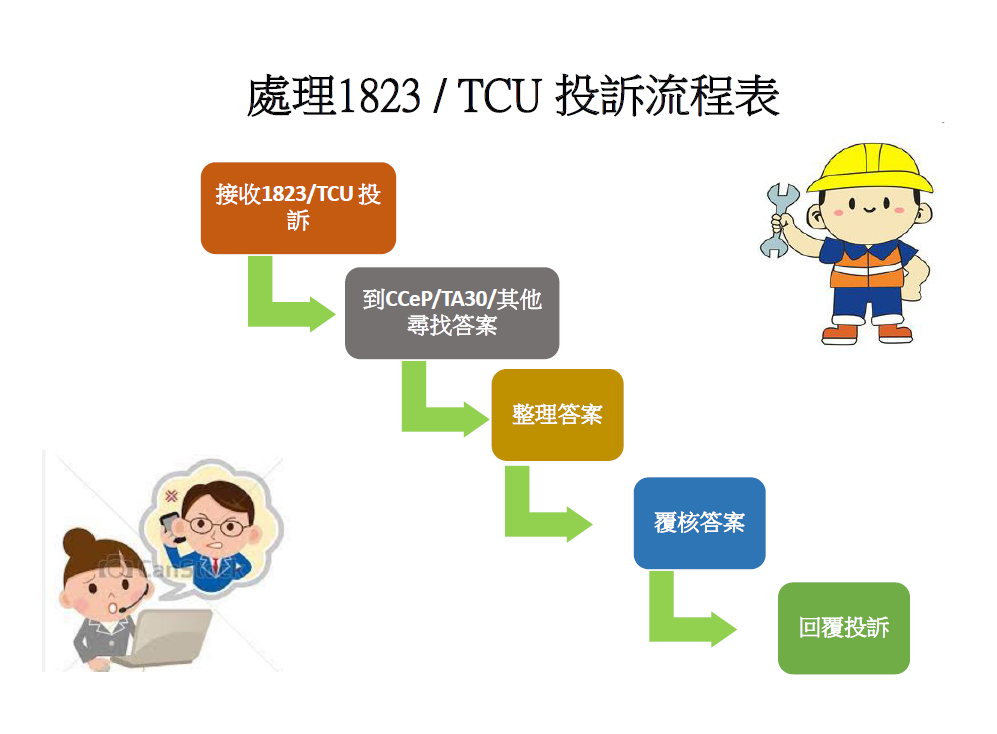 處理1823 / TCU 投訴流程表
接收1823/TCU 投
訴
到CCeP/TA30/其他
尋找答案
整理答案
覆核答案
回覆投訴
CanStock